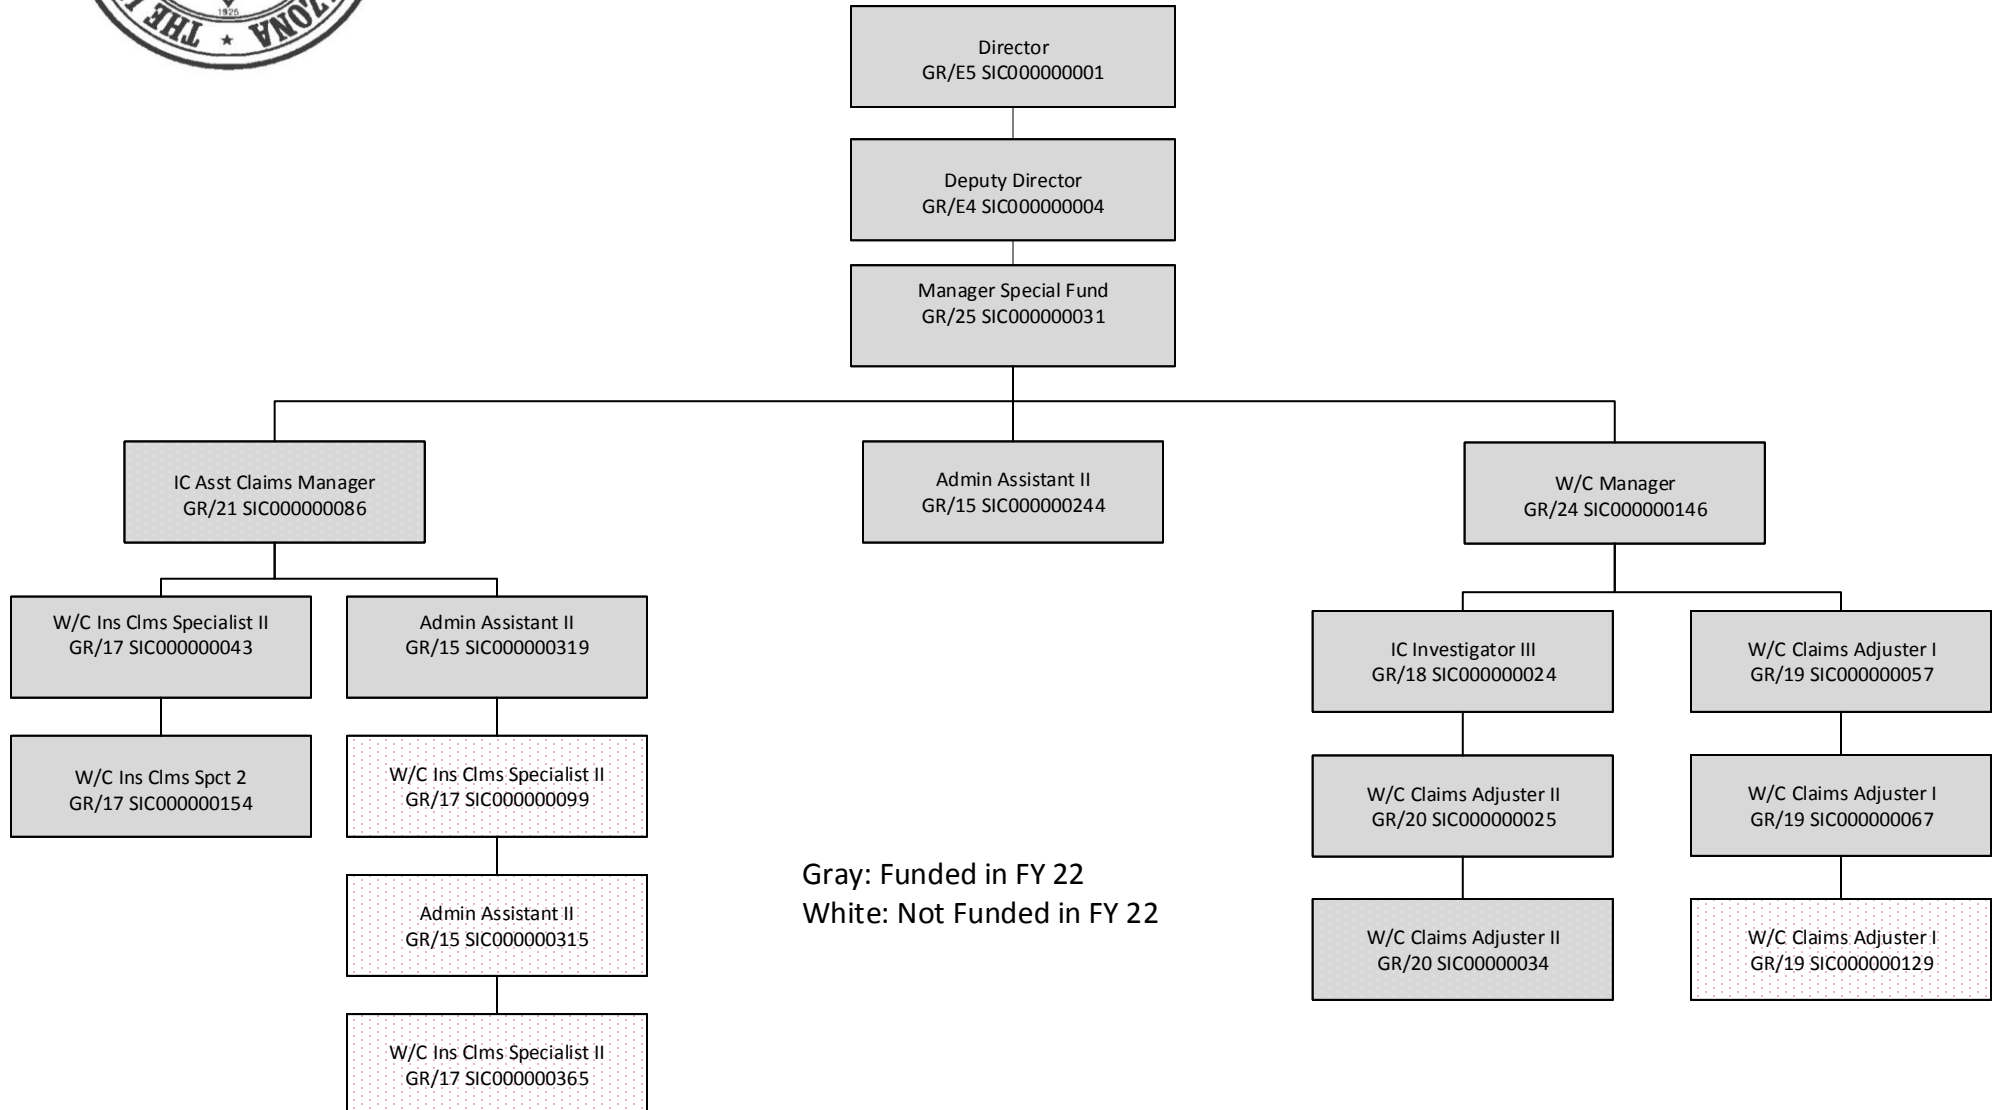 THE
ZONA
1925
Director
GR/E5 SIC000000001
Deputy Director
GR/E4 SIC000000004
Manager Special Fund
GR/25 SIC000000031
IC Asst Claims Manager
GR/21 SIC000000086
Admin Assistant II
GR/15 SIC000000244
W/C Manager
GR/24 SIC000000146
W/C Ins Clms Specialist II
GR/17 SIC000000043
Admin Assistant II
GR/15 SIC000000319
IC Investigator III
GR/18 SIC000000024
W/C Claims Adjuster I
GR/19 SIC000000057
W/C Ins Clms Spct 2
GR/17 SIC000000154
W/C Ins Clms Specialist II
GR/17 SIC000000099
W/C Claims Adjuster II
GR/20 SIC000000025
W/C Claims Adjuster I
GR/19 SIC000000067
Gray: Funded in FY 22
White: Not Funded in FY 22
Admin Assistant II
GR/15 SIC000000315
W/C Claims Adjuster II
GR/20 SIC00000034
W/C Claims Adjuster I
GR/19 SIC000000129
W/C Ins Clms Specialist II
GR/17 SIC000000365